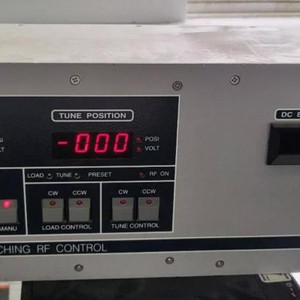 TUNE POSITION
DC B
-000
POSI
VOLT
LOAD TUNE PRESET RF ON
CW CCW CW CCW
MANU LOAD CONTROL TUNE CONTROL
CHING RF CONTROL